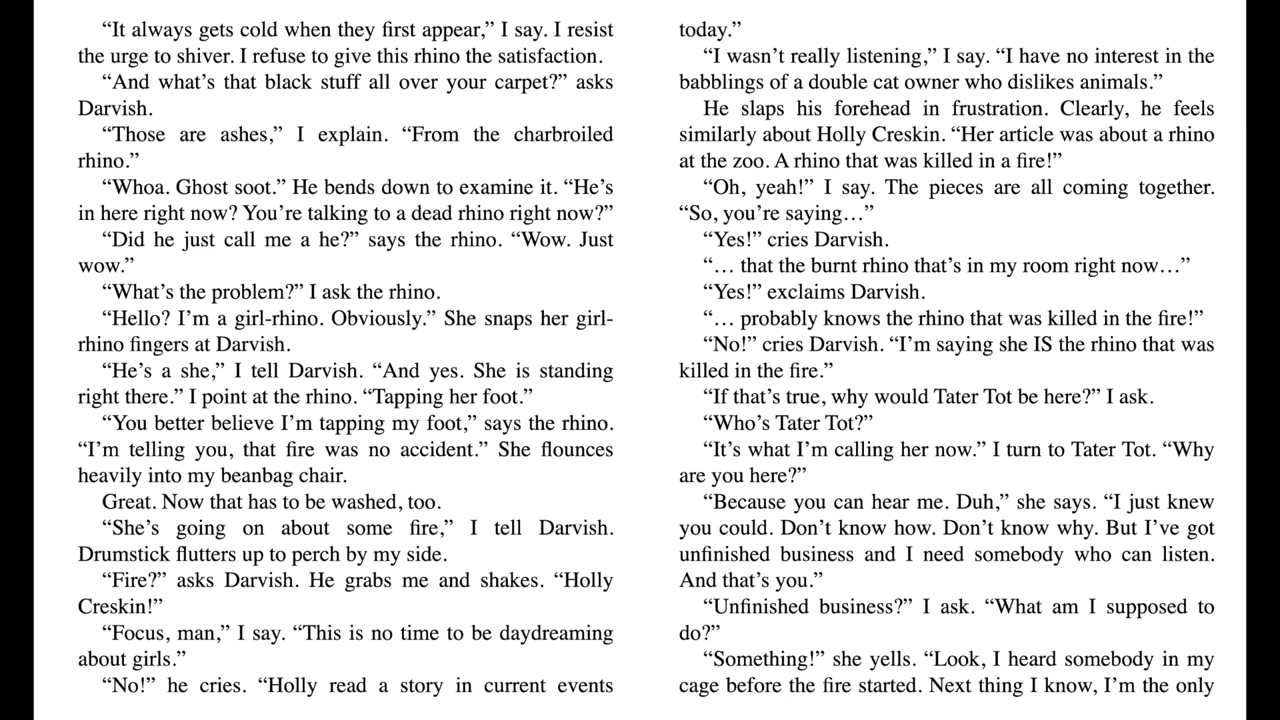 “It always gets cold when they first appear,” I say. I resist
the urge to shiver. I refuse to give this rhino the satisfaction.
“And what’s that black stuff all over your carpet?” asks
Darvish.
“Those are ashes,” I explain. “From the charbroiled
rhino.”
“Whoa. Ghost soot.” He bends down to examine it. “He’s
in here right now? You’re talking to a dead rhino right now?”
“Did he just call me a he?” says the rhino. “Wow. Just
wow.”
“What’s the problem?” I ask the rhino.
“Hello? I’m a girl-rhino. Obviously.” She snaps her girl-
rhino fingers at Darvish.
“He’s a she,” I tell Darvish. “And yes. She is standing
right there.” I point at the rhino. “Tapping her foot.”
“You better believe I’m tapping my foot,” says the rhino.
“I’m telling you, that fire was no accident.” She flounces
heavily into my beanbag chair.
Great. Now that has to be washed, too.
“She’s going on about some fire,” I tell Darvish.
Drumstick flutters up to perch by my side.
“Fire?” asks Darvish. He grabs me and shakes. “Holly
Creskin!”
“Focus, man,” I say. “This is no time to be daydreaming
about girls.”
“No!” he cries. “Holly read a story in current events
today.”
“I wasn’t really listening,” I say. “I have no interest in the
babblings of a double cat owner who dislikes animals.”
He slaps his forehead in frustration. Clearly, he feels
similarly about Holly Creskin. “Her article was about a rhino
at the zoo. A rhino that was killed in a fire!”
“Oh, yeah!” I say. The pieces are all coming together.
“So, you’re saying…”
“Yes!” cries Darvish.
“… that the burnt rhino that’s in my room right now…”
“Yes!” exclaims Darvish.
“… probably knows the rhino that was killed in the fire!”
“No!” cries Darvish. “I’m saying she IS the rhino that was
killed in the fire.”
“If that’s true, why would Tater Tot be here?” I ask.
“Who’s Tater Tot?”
“It’s what I’m calling her now.” I turn to Tater Tot. “Why
are you here?”
“Because you can hear me. Duh,” she says. “I just knew
you could. Don’t know how. Don’t know why. But I’ve got
unfinished business and I need somebody who can listen.
And that’s you.”
“Unfinished business?” I ask. “What am I supposed to
do?”
“Something!” she yells. “Look, I heard somebody in my
cage before the fire started. Next thing I know, I’m the only